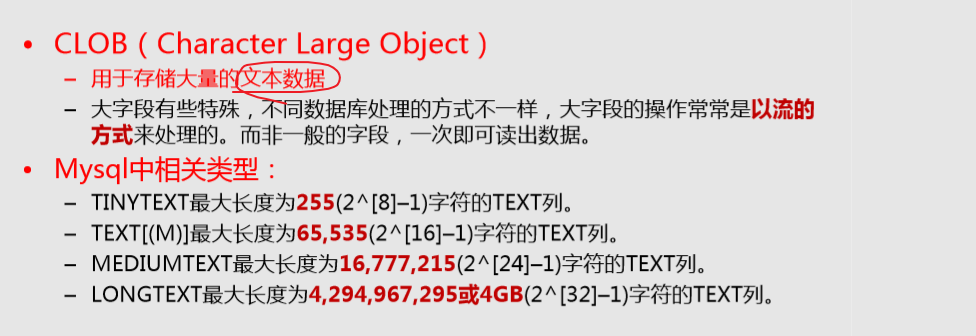 • CLOB（Character Large Object）
– 用于存储大量的文本数据
– 大字段有些特殊，不同数据库处理的方式不一样，大字段的操作常常是以流的
方式来处理的。而非一般的字段，一次即可读出数据。
• Mysql中相关类型：
– TINYTEXT最大长度为255(2^[8]–1)字符的TEXT列。
– TEXT[(M)]最大长度为65,535(2^[16]–1)字符的TEXT列。
– MEDIUMTEXT最大长度为16,777,215(2^[24]–1)字符的TEXT列。
– LONGTEXT最大长度为4,294,967,295或4GB(2^[32]–1)字符的TEXT列。